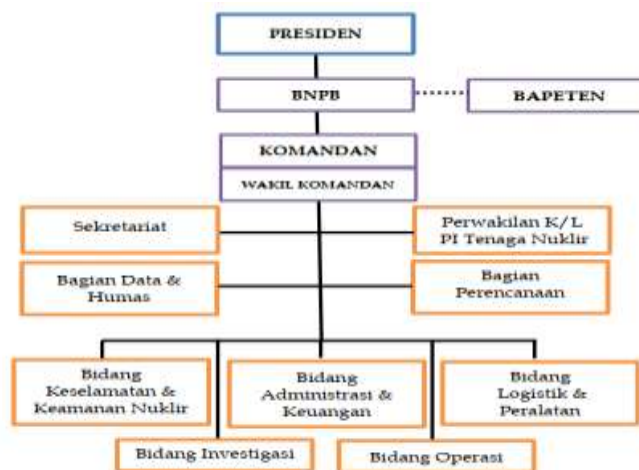 PRESIDEN
BNPB
BAPETEN
KOMANDAN
WAKIL KOMANDAN
Sekretariat
Perwakilan K/L
PI Tenaga Nuklir
Bagian Data &
Humas
Bagian
Perencanaan
Bidang
Keselamatan &
Keamanan Nuklir
Bidang
Administrasi &
Keuangan
Bidang
Logistik &
Peralatan
Bidang Investigasi
Bidang Operasi